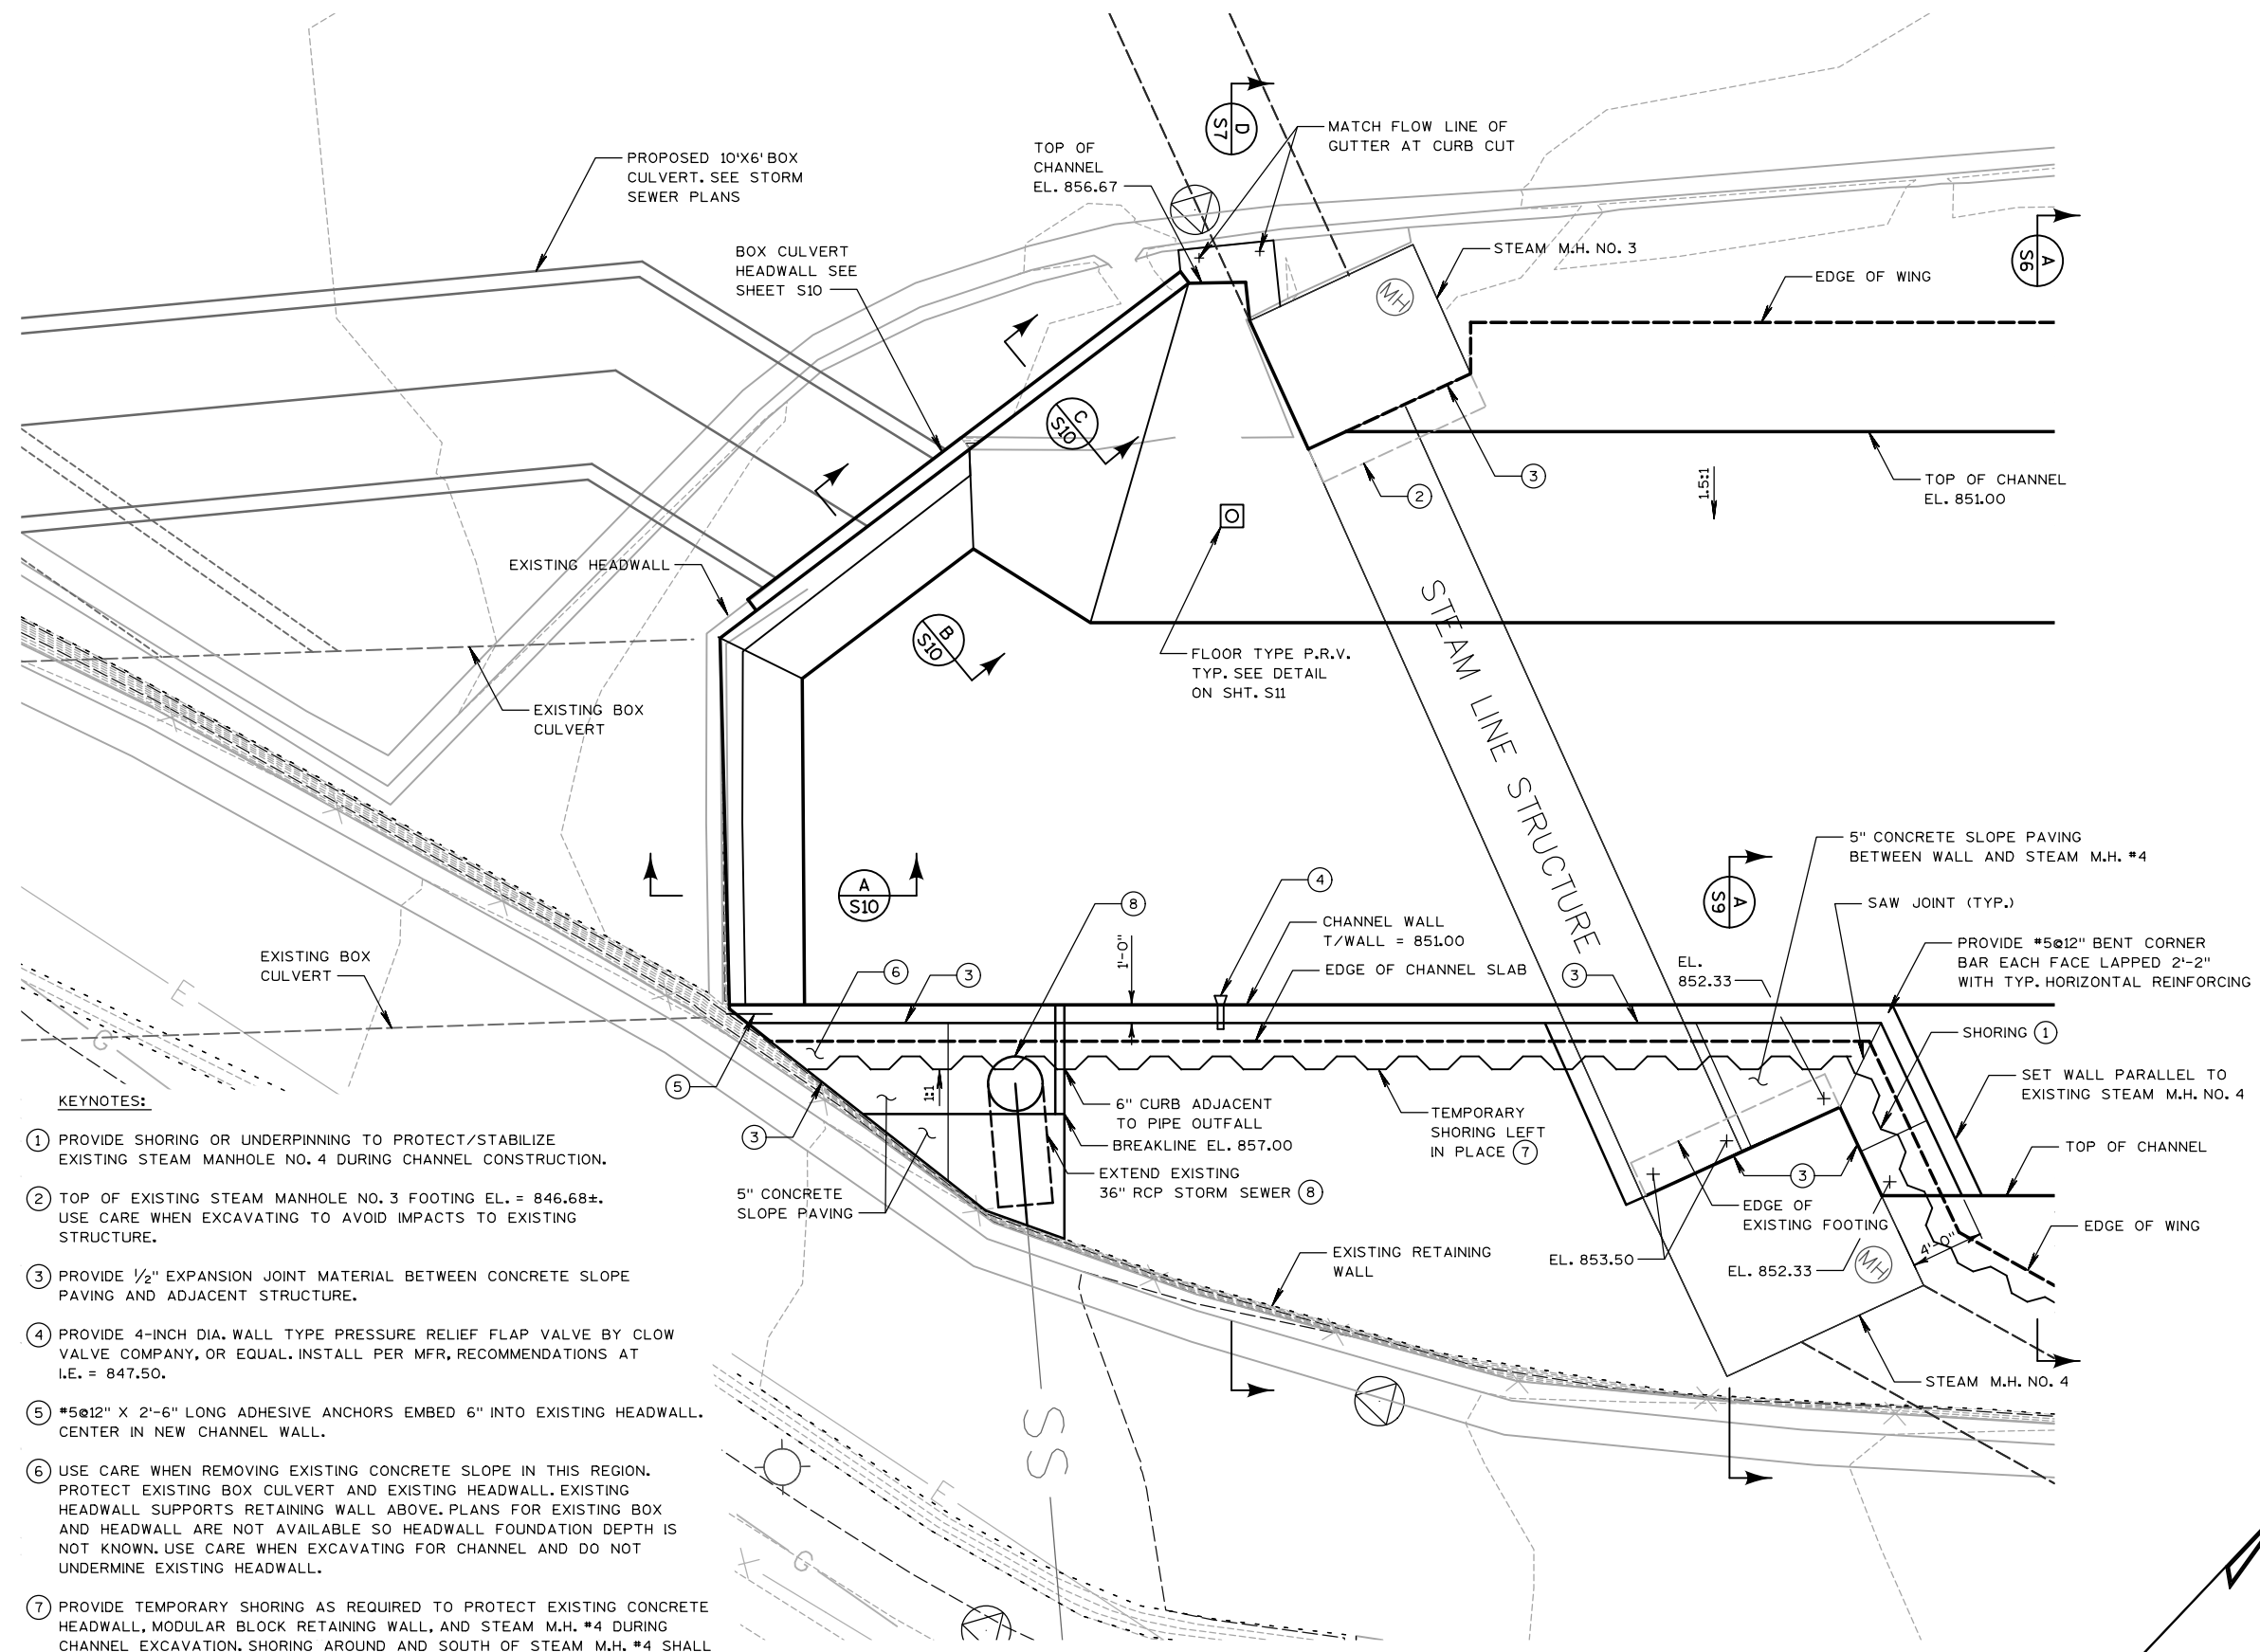 D
S7
MATCH FLOW LINE OF
GUTTER AT CURB CUT
TOP OF
CHANNEL
EL. 856.67
PROPOSED 10'X6' BOX
CULVERT. SEE STORM
SEWER PLANS
BOX CULVERT
HEADWALL SEE
SHEET S10
STEAM M.H. NO. 3
MH
EDGE OF WING
A
S6
C
S10
3
2
1.5:1
TOP OF CHANNEL
EL. 851.00
EXISTING HEADWALL
B
S10
FLOOR TYPE P.R.V.
TYP. SEE DETAIL
ON SHT. S11
STEAM LINE STRUCTURE
EXISTING BOX
CULVERT
5" CONCRETE SLOPE PAVING
BETWEEN WALL AND STEAM M.H. #4
A
S10
4
8
A
S9
SAW JOINT (TYP.)
CHANNEL WALL
T/WALL = 851.00
1'-0"
EXISTING BOX
CULVERT
6
3
EDGE OF CHANNEL SLAB
3
EL.
852.33
PROVIDE #5@12" BENT CORNER
BAR EACH FACE LAPPED 2'-2"
WITH TYP. HORIZONTAL REINFORCING
E
G
SHORING 1
5
1:1
6" CURB ADJACENT
TO PIPE OUTFALL
TEMPORARY
SHORING LEFT
IN PLACE 7
SET WALL PARALLEL TO
EXISTING STEAM M.H. NO. 4
3
BREAKLINE EL. 857.00
TOP OF CHANNEL
EXTEND EXISTING
36" RCP STORM SEWER 8
3
5" CONCRETE
SLOPE PAVING
EDGE OF
EXISTING FOOTING
EDGE OF WING
4'-0"
EXISTING RETAINING
WALL
EL. 853.50
EL. 852.33
MH
STEAM M.H. NO. 4
SS
E
G
KEYNOTES:
1 PROVIDE SHORING OR UNDERPINNING TO PROTECT/STABILIZE
EXISTING STEAM MANHOLE NO. 4 DURING CHANNEL CONSTRUCTION.
2 TOP OF EXISTING STEAM MANHOLE NO. 3 FOOTING EL. = 846.68±.
USE CARE WHEN EXCAVATING TO AVOID IMPACTS TO EXISTING
STRUCTURE.
3 PROVIDE 1/2" EXPANSION JOINT MATERIAL BETWEEN CONCRETE SLOPE
PAVING AND ADJACENT STRUCTURE.
4 PROVIDE 4-INCH DIA. WALL TYPE PRESSURE RELIEF FLAP VALVE BY CLOW
VALVE COMPANY, OR EQUAL. INSTALL PER MFR, RECOMMENDATIONS AT
I.E. = 847.50.
5 #5@12" X 2'-6" LONG ADHESIVE ANCHORS EMBED 6" INTO EXISTING HEADWALL.
CENTER IN NEW CHANNEL WALL.
6 USE CARE WHEN REMOVING EXISTING CONCRETE SLOPE IN THIS REGION.
PROTECT EXISTING BOX CULVERT AND EXISTING HEADWALL. EXISTING
HEADWALL SUPPORTS RETAINING WALL ABOVE. PLANS FOR EXISTING BOX
AND HEADWALL ARE NOT AVAILABLE SO HEADWALL FOUNDATION DEPTH IS
NOT KNOWN. USE CARE WHEN EXCAVATING FOR CHANNEL AND DO NOT
UNDERMINE EXISTING HEADWALL.
7 PROVIDE TEMPORARY SHORING AS REQUIRED TO PROTECT EXISTING CONCRETE
HEADWALL, MODULAR BLOCK RETAINING WALL, AND STEAM M.H. #4 DURING
CHANNEL EXCAVATION. SHORING AROUND AND SOUTH OF STEAM M.H. #4 SHALL